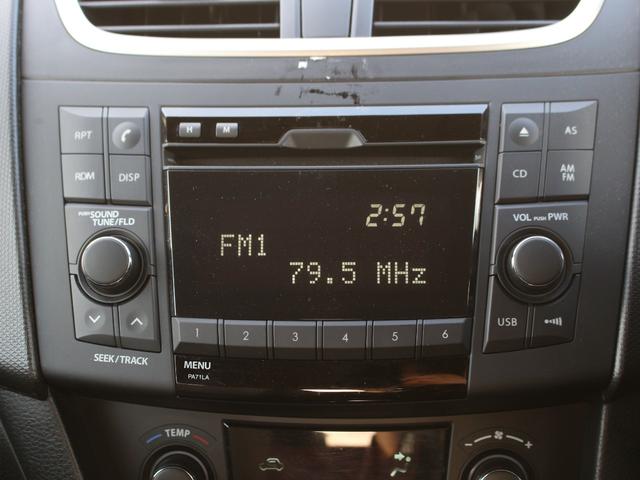 RPT
H M
AS
RDM DISP
CD AM FM
PUSH SOUND
TUNE/FLD
2:57
VOL PUSH PWR
FM1
79.5 MHz
1 2 3 4 5 6
USB
SEEK/TRACK
MENU
PA71LA
TEMP